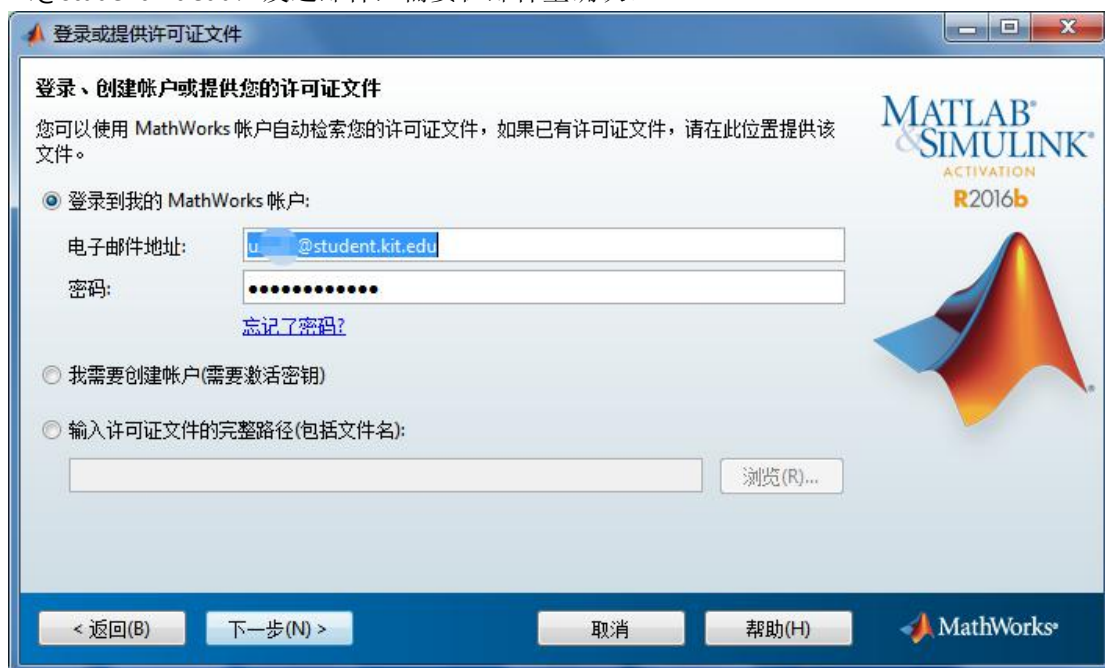 登录或提供许可证文件
登录、创建帐户或提供您的许可证文件
您可以使用 MathWorks 帐户自动检索您的许可证文件，如果已有许可证文件，请在此位置提供该
文件。
MATLAB®
&SIMULINK®
ACTIVATION
R2016b
登录到我的 MathWorks 帐户:
电子邮件地址:
u @student.kit.edu
密码:
••••••••••••
忘记了密码?
我需要创建帐户(需要激活密钥)
输入许可证文件的完整路径(包括文件名):
浏览(R)...
< 返回(B)
下一步(N) >
取消
帮助(H)
MathWorks®